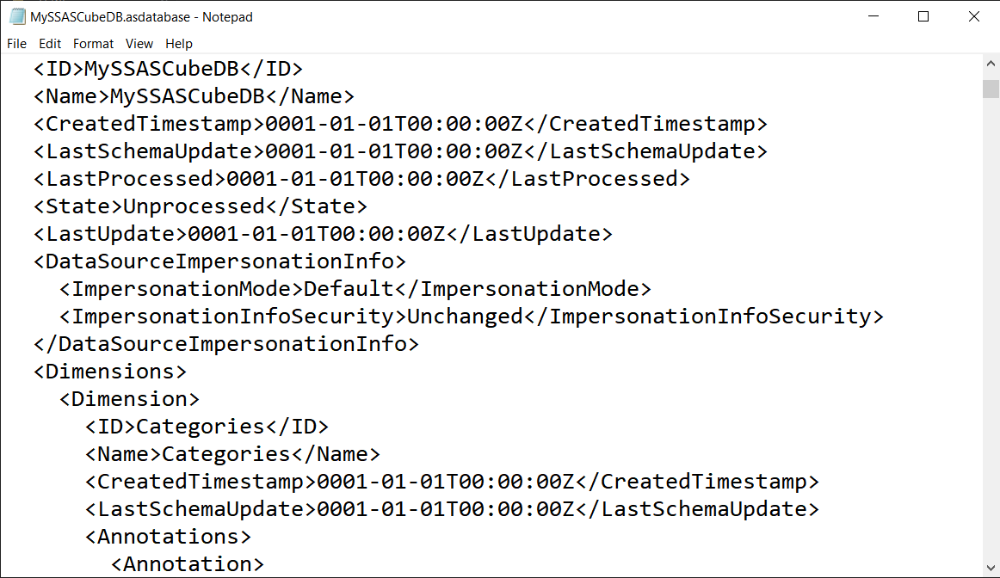 MySSASCubeDB.asdatabase - Notepad
File Edit Format View Help
<ID>MySSASCubeDB</ID>
<Name>MySSASCubeDB</Name>
<CreatedTimestamp>0001-01-01T00:00:00Z</CreatedTimestamp>
<LastSchemaUpdate>0001-01-01T00:00:00Z</LastSchemaUpdate>
<LastProcessed>0001-01-01T00:00:00Z</LastProcessed>
<State>Unprocessed</State>
<LastUpdate>0001-01-01T00:00:00Z</LastUpdate>
<DataSourceImpersonationInfo>
<ImpersonationMode>Default</ImpersonationMode>
<ImpersonationInfoSecurity>Unchanged</ImpersonationInfoSecurity>
</DataSourceImpersonationInfo>
<Dimensions>
<Dimension>
<ID>Categories</ID>
<Name>Categories</Name>
<CreatedTimestamp>0001-01-01T00:00:00Z</CreatedTimestamp>
<LastSchemaUpdate>0001-01-01T00:00:00Z</LastSchemaUpdate>
<Annotations>
<Annotation>